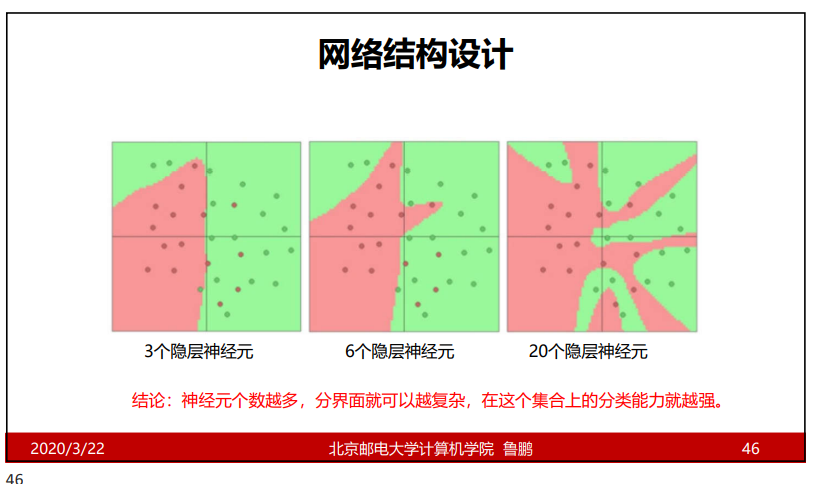 网络结构设计
3个隐层神经元 6个隐层神经元 20个隐层神经元
结论：神经元个数越多，分界面就可以越复杂，在这个集合上的分类能力就越强。
2020/3/22 北京邮电大学计算机学院 鲁鹏 46
46